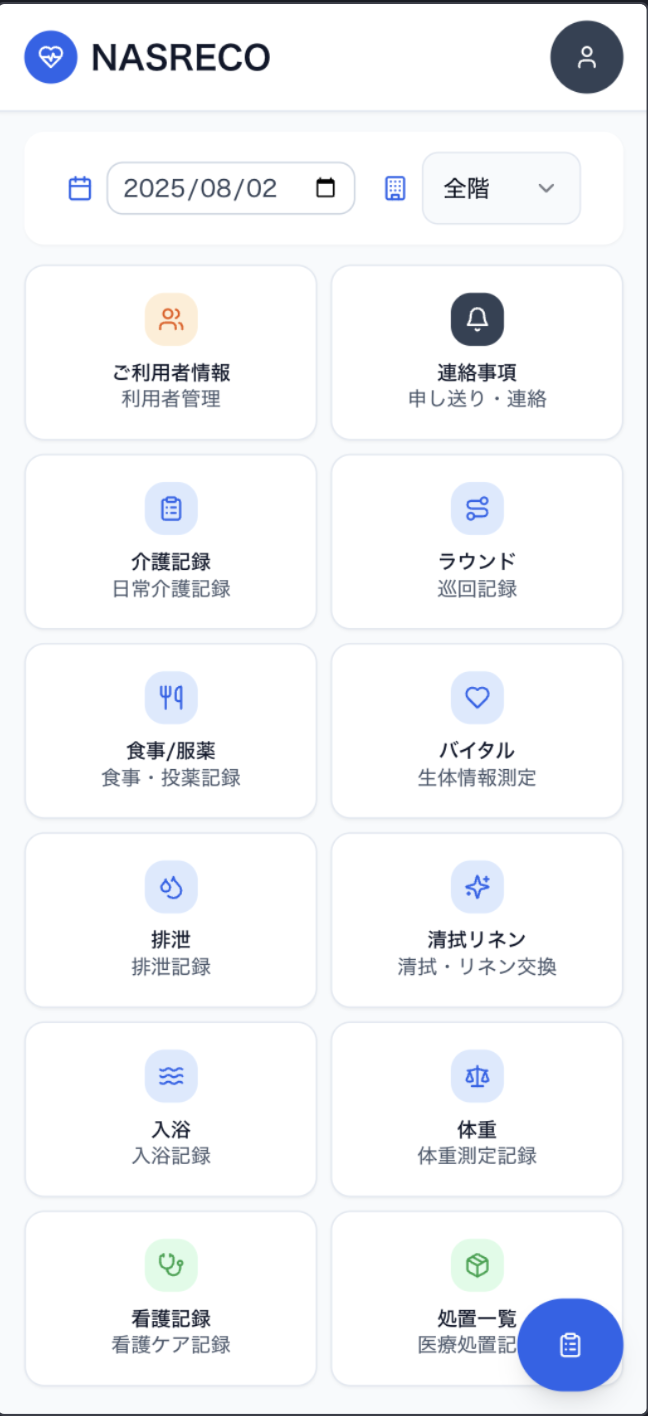 NASRECO
2025/08/02
全階
ご利用者情報
利用者管理
連絡事項
申し送り・連絡
介護記録
日常介護記録
ラウンド
巡回記録
食事/服薬
食事・投薬記録
バイタル
生体情報測定
排泄
排泄記録
清拭リネン
清拭・リネン交換
入浴
入浴記録
体重
体重測定記録
看護記録
看護ケア記録
処置一覧
医療処置記